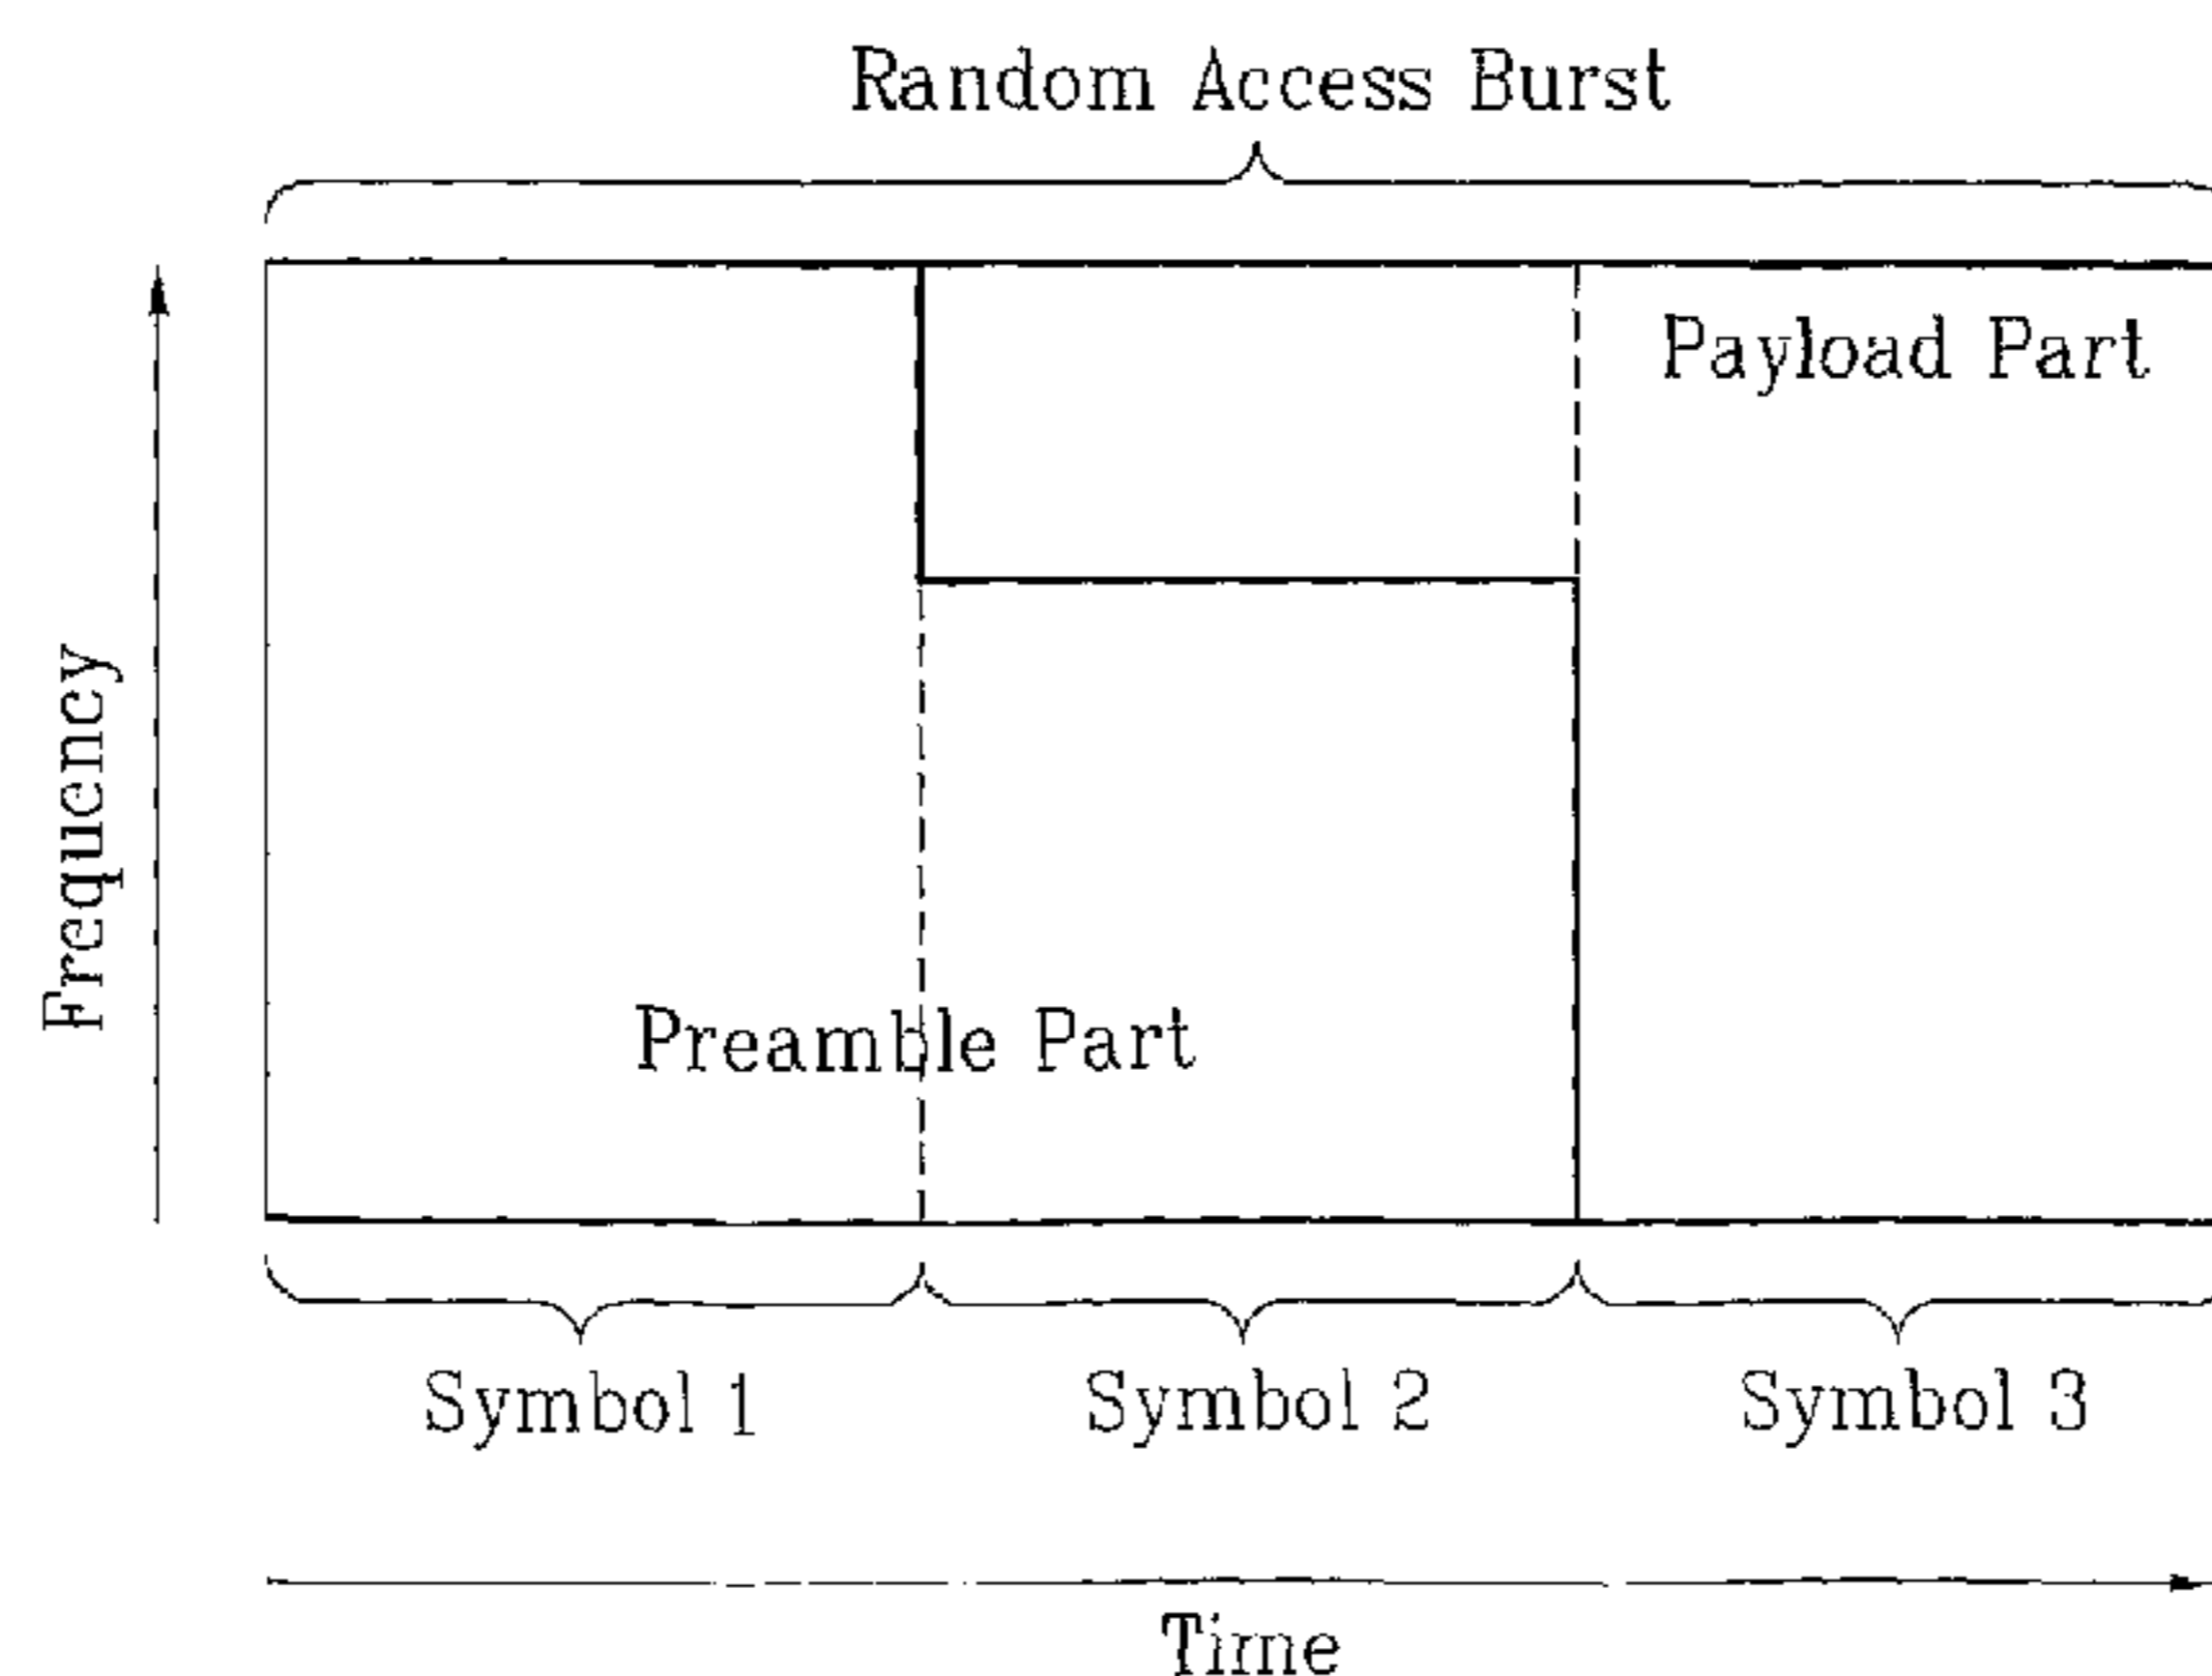 Random Access Burst
Payload Part
Frequency
Preamble Part
Symbol 1
Symbol 2
Symbol 3
Time